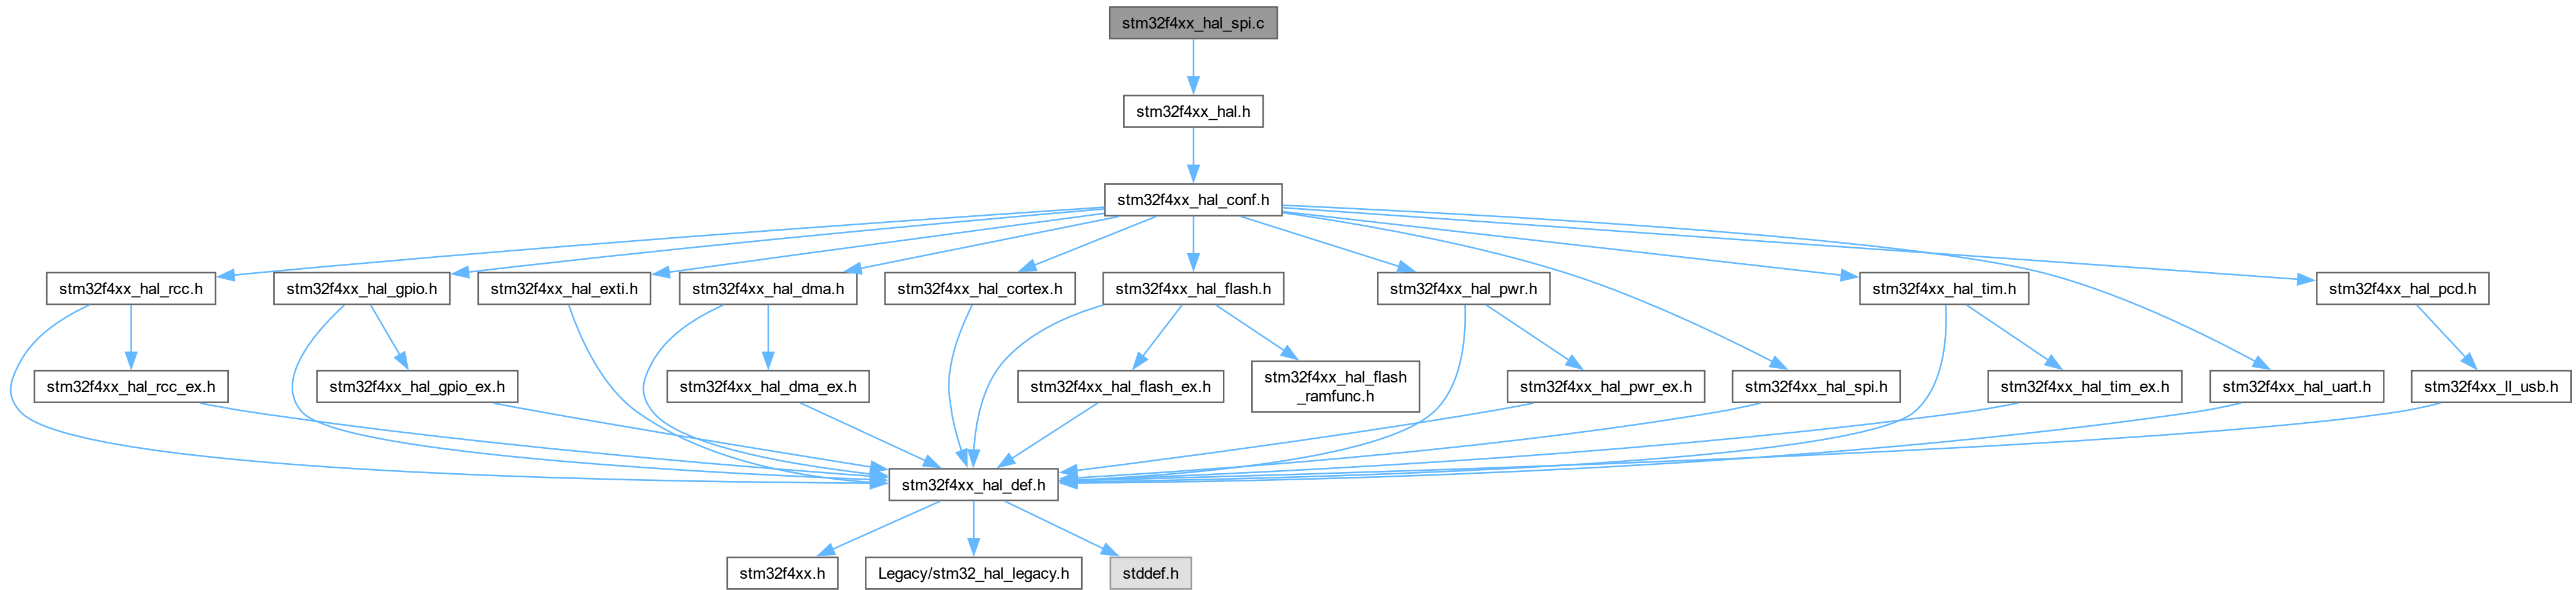 stm32f4xx_hal_spi.c
stm32f4xx_hal.h
stm32f4xx_hal_conf.h
stm32f4xx_hal_rcc.h
stm32f4xx_hal_gpio.h
stm32f4xx_hal_exti.h
stm32f4xx_hal_dma.h
stm32f4xx_hal_cortex.h
stm32f4xx_hal_flash.h
stm32f4xx_hal_pwr.h
stm32f4xx_hal_tim.h
stm32f4xx_hal_pcd.h
stm32f4xx_hal_rcc_ex.h
stm32f4xx_hal_gpio_ex.h
stm32f4xx_hal_dma_ex.h
stm32f4xx_hal_flash_ex.h
stm32f4xx_hal_flash
_ramfunc.h
stm32f4xx_hal_pwr_ex.h
stm32f4xx_hal_spi.h
stm32f4xx_hal_tim_ex.h
stm32f4xx_hal_uart.h
stm32f4xx_ll_usb.h
stm32f4xx_hal_def.h
stm32f4xx.h
Legacy/stm32_hal_legacy.h
stddef.h